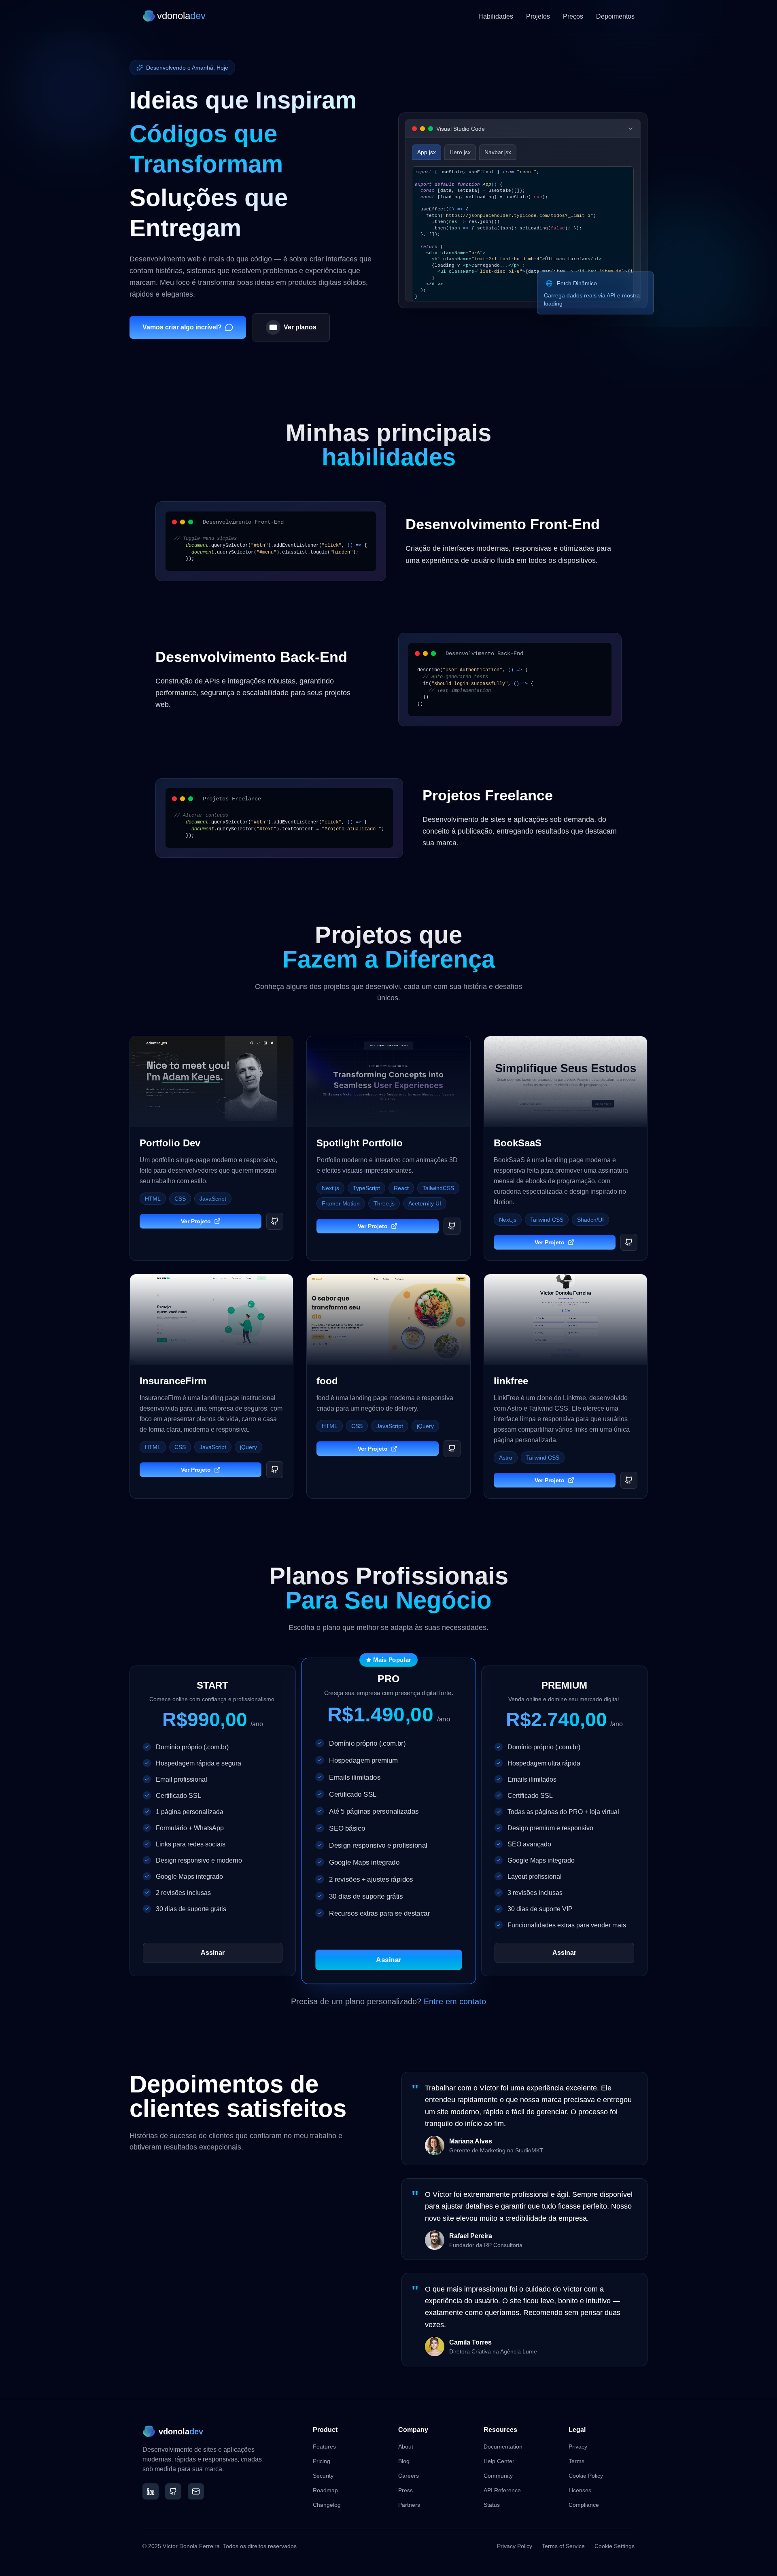 vdonoladev
Habilidades
Projetos
Preços
Depoimentos
Desenvolvendo o Amanhã, Hoje
Ideias que Inspiram
Códigos que
Transformam
Soluções que
Entregam
Desenvolvimento web é mais do que código — é sobre criar interfaces que
contam histórias, sistemas que resolvem problemas e experiências que
marcam. Meu foco é transformar boas ideias em produtos digitais sólidos,
rápidos e elegantes.
Vamos criar algo incrível?
Ver planos
Visual Studio Code
App.jsx
Hero.jsx
Navbar.jsx
import { useState, useEffect } from "react";
export default function App() {
const [data, setData] = useState([]);
const [loading, setLoading] = useState(true);
useEffect(() => {
fetch("https://jsonplaceholder.typicode.com/todos?_limit=5")
.then(res => res.json())
.then(json => { setData(json); setLoading(false); });
}, []);
return (
<div className="p-6">
<h1 className="text-2xl font-bold mb-4">Últimas tarefas</h1>
{loading ? <p>Carregando...</p> : (
<ul className="list-disc pl-6">{data.map(
)
</div>
);
}
Fetch Dinâmico
Carrega dados reais via API e mostra
loading
Minhas principais
habilidades
Desenvolvimento Front-End
// Toggle menu simples
document.querySelector("#btn").addEventListener("click", () => {
document.querySelector("#menu").classList.toggle("hidden");
});
Desenvolvimento Front-End
Criação de interfaces modernas, responsivas e otimizadas para
uma experiência de usuário fluida em todos os dispositivos.
Desenvolvimento Back-End
Construção de APIs e integrações robustas, garantindo
performance, segurança e escalabilidade para seus projetos
web.
Desenvolvimento Back-End
describe("User Authentication", () => {
// Auto-generated tests
it("should login successfully", () => {
// Test implementation
})
})
Projetos Freelance
// Alterar conteúdo
document.querySelector("#btn").addEventListener("click", () => {
document.querySelector("#text").textContent = "Projeto atualizado!";
});
Projetos Freelance
Desenvolvimento de sites e aplicações sob demanda, do
conceito à publicação, entregando resultados que destacam
sua marca.
Projetos que
Fazem a Diferença
Conheça alguns dos projetos que desenvolvi, cada um com sua história e desafios
únicos.
Nice to meet you!
I'm Adam Keyes.
Portfolio Dev
Um portfólio single-page moderno e responsivo,
feito para desenvolvedores que querem mostrar
seu trabalho com estilo.
HTML
CSS
JavaScript
Ver Projeto
Transforming Concepts into
Seamless User Experiences
Spotlight Portfolio
Portfolio moderno e interativo com animações 3D
e efeitos visuais impressionantes.
Next.js
TypeScript
React
TailwindCSS
Framer Motion
Three.js
Aceternity UI
Ver Projeto
Simplifique Seus Estudos
BookSaaS
BookSaaS é uma landing page moderna e
responsiva feita para promover uma assinatura
mensal de ebooks de programação, com
curadoria especializada e design inspirado no
Notion.
Next.js
Tailwind CSS
Shadcn/UI
Ver Projeto
Proteja
quem você ama
InsuranceFirm
InsuranceFirm é uma landing page institucional
desenvolvida para uma empresa de seguros, com
foco em apresentar planos de vida, carro e casa
de forma clara, moderna e responsiva.
HTML
CSS
JavaScript
jQuery
Ver Projeto
O sabor que
transforma seu
dia
food
food é uma landing page moderna e responsiva
criada para um negócio de delivery.
HTML
CSS
JavaScript
jQuery
Ver Projeto
Victor Donola Ferreira
linkfree
LinkFree é um clone do Linktree, desenvolvido
com Astro e Tailwind CSS. Ele oferece uma
interface limpa e responsiva para que usuários
possam compartilhar vários links em uma única
página personalizada.
Astro
Tailwind CSS
Ver Projeto
Planos Profissionais
Para Seu Negócio
Escolha o plano que melhor se adapta às suas necessidades.
START
Comece online com confiança e profissionalismo.
R$990,00 /ano
Domínio próprio (.com.br)
Hospedagem rápida e segura
Email profissional
Certificado SSL
1 página personalizada
Formulário + WhatsApp
Links para redes sociais
Design responsivo e moderno
Google Maps integrado
2 revisões inclusas
30 dias de suporte grátis
Assinar
Mais Popular
PRO
Cresça sua empresa com presença digital forte.
R$1.490,00 /ano
Domínio próprio (.com.br)
Hospedagem premium
Emails ilimitados
Certificado SSL
Até 5 páginas personalizadas
SEO básico
Design responsivo e profissional
Google Maps integrado
2 revisões + ajustes rápidos
30 dias de suporte grátis
Recursos extras para se destacar
Assinar
PREMIUM
Venda online e domine seu mercado digital.
R$2.740,00 /ano
Domínio próprio (.com.br)
Hospedagem ultra rápida
Emails ilimitados
Certificado SSL
Todas as páginas do PRO + loja virtual
Design premium e responsivo
SEO avançado
Google Maps integrado
Layout profissional
3 revisões inclusas
30 dias de suporte VIP
Funcionalidades extras para vender mais
Assinar
Precisa de um plano personalizado? Entre em contato
Depoimentos de
clientes satisfeitos
Histórias de sucesso de clientes que confiaram no meu trabalho e
obtiveram resultados excepcionais.
Trabalhar com o Víctor foi uma experiência excelente. Ele
entendeu rapidamente o que nossa marca precisava e entregou
um site moderno, rápido e fácil de gerenciar. O processo foi
tranquilo do início ao fim.
Mariana Alves
Gerente de Marketing na StudioMKT
O Víctor foi extremamente profissional e ágil. Sempre disponível
para ajustar detalhes e garantir que tudo ficasse perfeito. Nosso
novo site elevou muito a credibilidade da empresa.
Rafael Pereira
Fundador da RP Consultoria
O que mais impressionou foi o cuidado do Víctor com a
experiência do usuário. O site ficou leve, bonito e intuitivo —
exatamente como queríamos. Recomendo sem pensar duas
vezes.
Camila Torres
Diretora Criativa na Agência Lume
vdonoladev
Desenvolvimento de sites e aplicações
modernas, rápidas e responsivas, criadas
sob medida para sua marca.
Product
Features
Pricing
Security
Roadmap
Changelog
Company
About
Blog
Careers
Press
Partners
Resources
Documentation
Help Center
Community
API Reference
Status
Legal
Privacy
Terms
Cookie Policy
Licenses
Compliance
© 2025 Víctor Donola Ferreira. Todos os direitos reservados.
Privacy Policy
Terms of Service
Cookie Settings